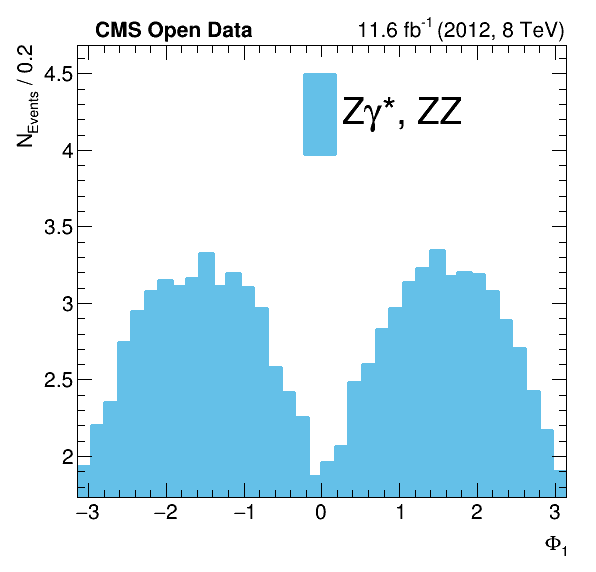 CMS Open Data 11.6 fb⁻¹ (2012, 8 TeV)
N_Events / 0.2
4.5
Zγ*, ZZ
4
3.5
3
2.5
2
−3 −2 −1 0 1 2 3
Φ₁